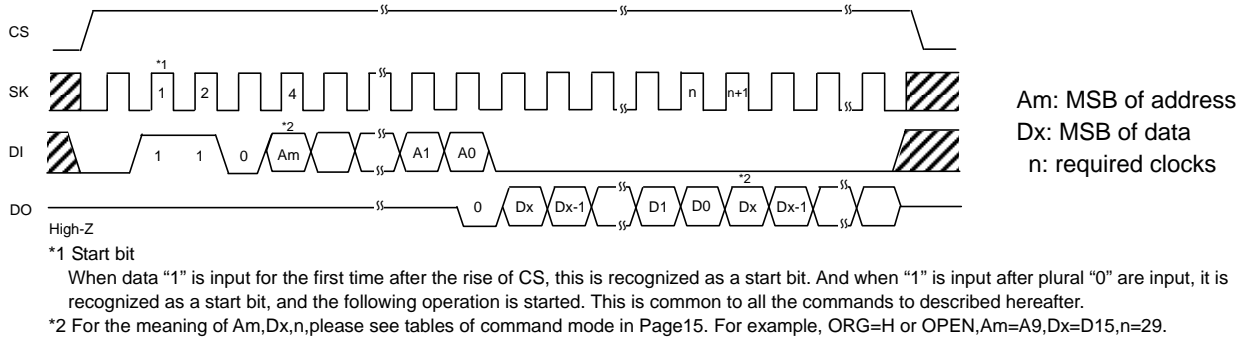 CS
*1
SK 1 2 4 n n+1
Am: MSB of address
Dx: MSB of data
n: required clocks
*2
DI 1 1 0 Am A1 A0
*2
DO 0 Dx Dx-1 D1 D0 Dx Dx-1
High-Z
*1 Start bit
When data “1” is input for the first time after the rise of CS, this is recognized as a start bit. And when “1” is input after plural “0” are input, it is
recognized as a start bit, and the following operation is started. This is common to all the commands to described hereafter.
*2 For the meaning of Am,Dx,n,please see tables of command mode in Page15. For example, ORG=H or OPEN,Am=A9,Dx=D15,n=29.